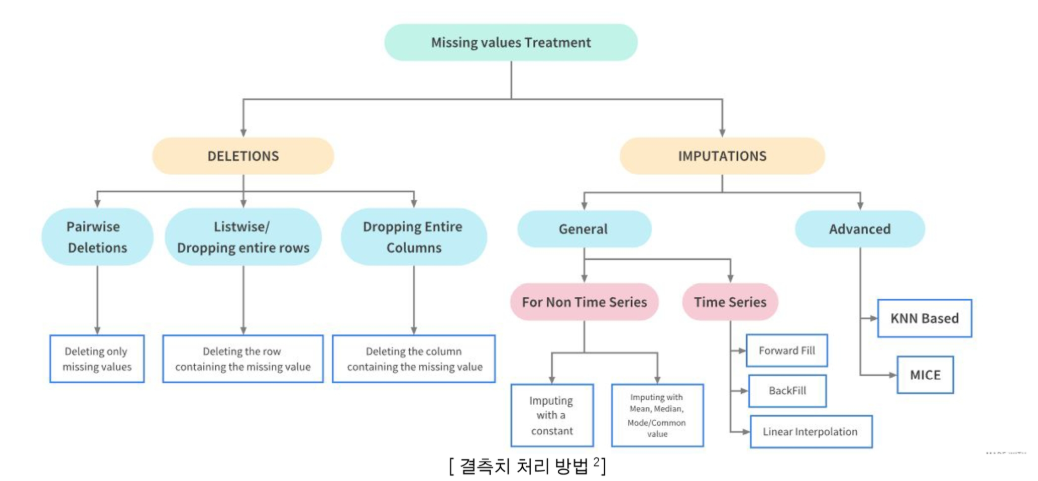 Missing values Treatment
DELETIONS
IMPUTATIONS
Pairwise
Deletions
Listwise/
Dropping entire rows
Dropping Entire
Columns
General
Advanced
For Non Time Series
Time Series
KNN Based
MICE
Deleting only
missing values
Deleting the row
containing the missing value
Deleting the column
containing the missing value
Forward Fill
BackFill
Linear Interpolation
Imputing
with a
constant
Imputing with
Mean, Median,
Mode/Common
value
[ 결측치 처리 방법 2]